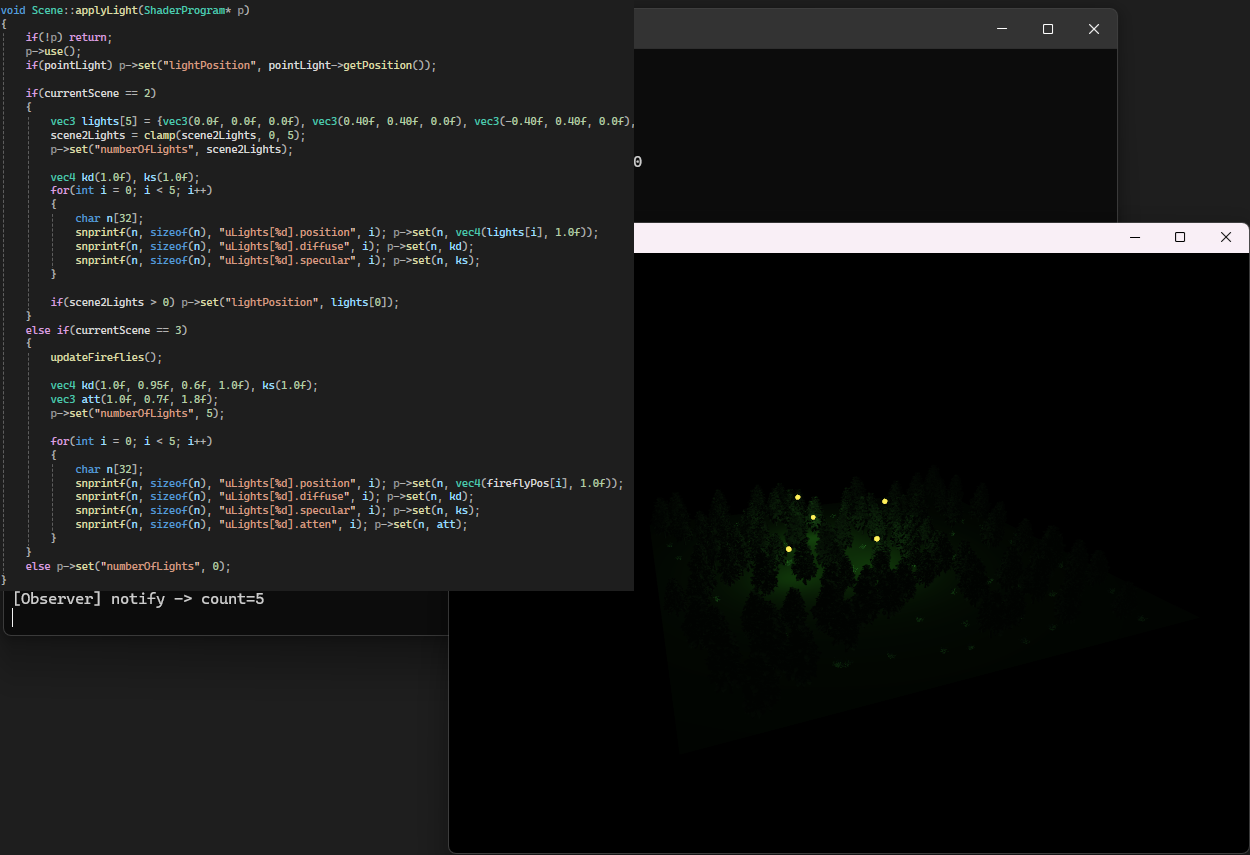 void Scene::applyLight(ShaderProgram* p)
{
    if(!p) return;
    p->use();
    if(pointLight) p->set("lightPosition", pointLight->getPosition());

    if(currentScene == 2)
    {
        vec3 lights[5] = {vec3(0.0f, 0.0f, 0.0f), vec3(0.40f, 0.40f, 0.0f), vec3(-0.40f, 0.40f, 0.0f),
        scene2Lights = clamp(scene2Lights, 0, 5);
        p->set("numberOfLights", scene2Lights);

        vec4 kd(1.0f), ks(1.0f);
        for(int i = 0; i < 5; i++)
        {
            char n[32];
            snprintf(n, sizeof(n), "uLights[%d].position", i); p->set(n, vec4(lights[i], 1.0f));
            snprintf(n, sizeof(n), "uLights[%d].diffuse", i); p->set(n, kd);
            snprintf(n, sizeof(n), "uLights[%d].specular", i); p->set(n, ks);
        }

        if(scene2Lights > 0) p->set("lightPosition", lights[0]);
    }
    else if(currentScene == 3)
    {
        updateFireflies();

        vec4 kd(1.0f, 0.95f, 0.6f, 1.0f), ks(1.0f);
        vec3 att(1.0f, 0.7f, 1.8f);
        p->set("numberOfLights", 5);

        for(int i = 0; i < 5; i++)
        {
            char n[32];
            snprintf(n, sizeof(n), "uLights[%d].position", i); p->set(n, vec4(fireflyPos[i], 1.0f));
            snprintf(n, sizeof(n), "uLights[%d].diffuse", i); p->set(n, kd);
            snprintf(n, sizeof(n), "uLights[%d].specular", i); p->set(n, ks);
            snprintf(n, sizeof(n), "uLights[%d].atten", i); p->set(n, att);
        }
    }
    else p->set("numberOfLights", 0);
}
0
[Observer] notify -> count=5